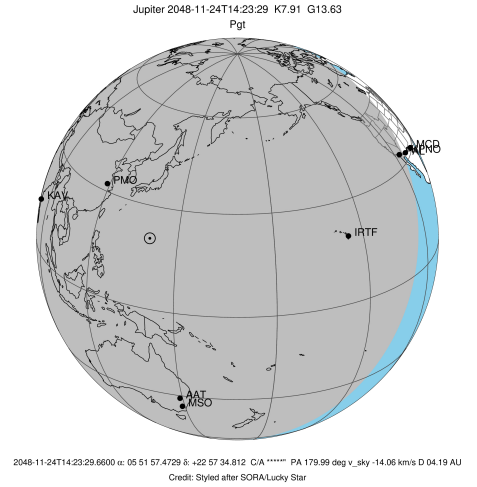 Jupiter 2048-11-24T14:23:29 K7.91 G13.63
Pgt
MCD
KPNO
PMO
KAV
IRTF
AAT
MSO
2048-11-24T14:23:29.6600 α: 05 51 57.4729 δ: +22 57 34.812 C/A *****" PA 179.99 deg v_sky -14.06 km/s D 04.19 AU
Credit: Styled after SORA/Lucky Star